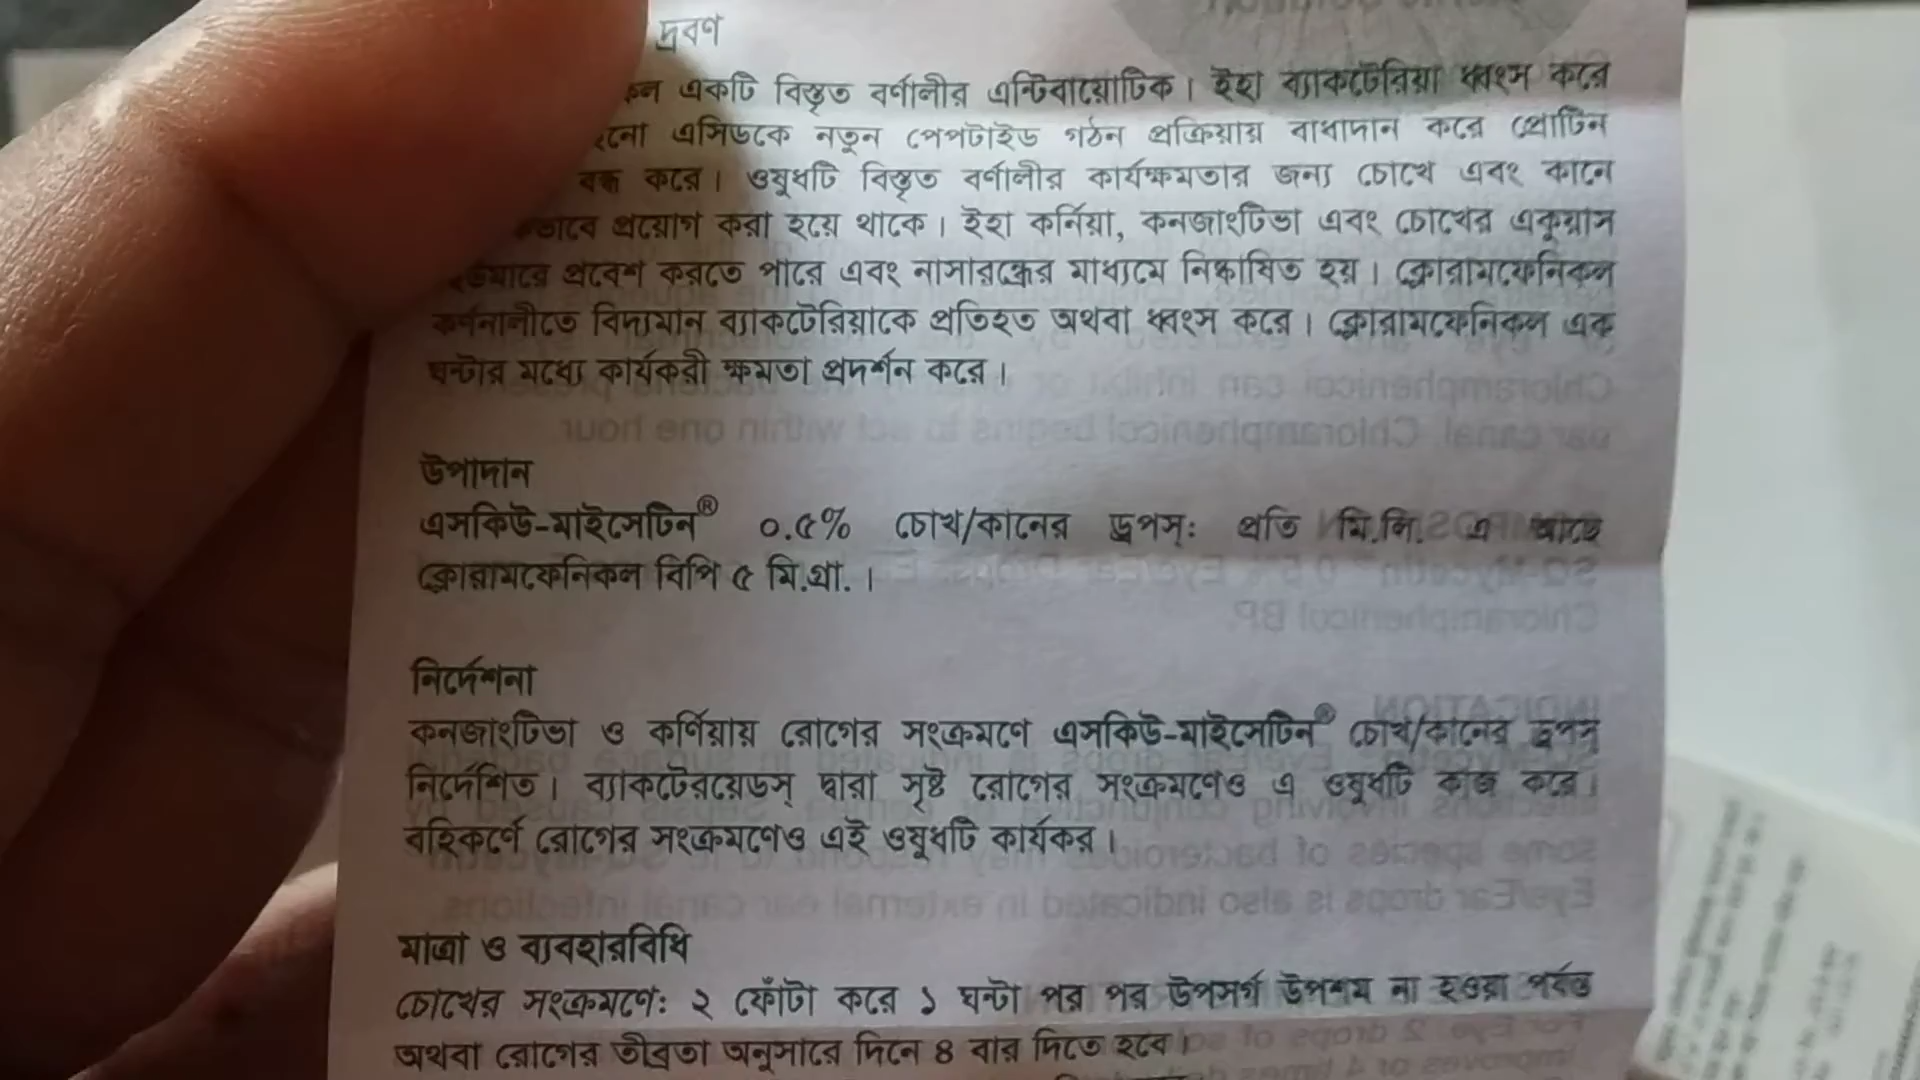 দ্রবণ
একটি বিস্তৃত বর্ণালীর এন্টিবায়োটিক। ইহা ব্যাকটেরিয়া ধ্বংস করে
এসিডকে নতুন পেপটাইড গঠন প্রক্রিয়ায় বাধাদান করে প্রোটিন
বন্ধ করে। ওষুধটি বিস্তৃত বর্ণালীর কার্যক্ষমতার জন্য চোখে এবং কানে
প্রয়োগ করা হয়ে থাকে। ইহা কর্নিয়া, কনজাংটিভা এবং চোখের একুয়াস
প্রবেশ করতে পারে এবং নাসারন্ধ্রের মাধ্যমে নিষ্কাষিত হয়। ক্লোরামফেনিকল
কর্ণনালীতে বিদ্যমান ব্যাকটেরিয়াকে প্রতিহত অথবা ধ্বংস করে। ক্লোরামফেনিকল এক
ঘন্টার মধ্যে কার্যকরী ক্ষমতা প্রদর্শন করে।
উপাদান
এসকিউ-মাইসেটিন® ০.৫% চোখ/কানের ড্রপস্: প্রতি মি.লি. এ আছে
ক্লোরামফেনিকল বিপি ৫ মি.গ্রা.।
নির্দেশনা
কনজাংটিভা ও কর্ণিয়ায় রোগের সংক্রমণে এসকিউ-মাইসেটিন® চোখ/কানের ড্রপস্
নির্দেশিত। ব্যাকটেরয়েডস্ দ্বারা সৃষ্ট রোগের সংক্রমণেও এ ওষুধটি কাজ করে।
বহিকর্ণে রোগের সংক্রমণেও এই ওষুধটি কার্যকর।
মাত্রা ও ব্যবহারবিধি
চোখের সংক্রমণে: ২ ফোঁটা করে ১ ঘন্টা পর পর উপসর্গ উপশম না হওয়া পর্যন্ত
অথবা রোগের তীব্রতা অনুসারে দিনে ৪ বার দিতে হবে।